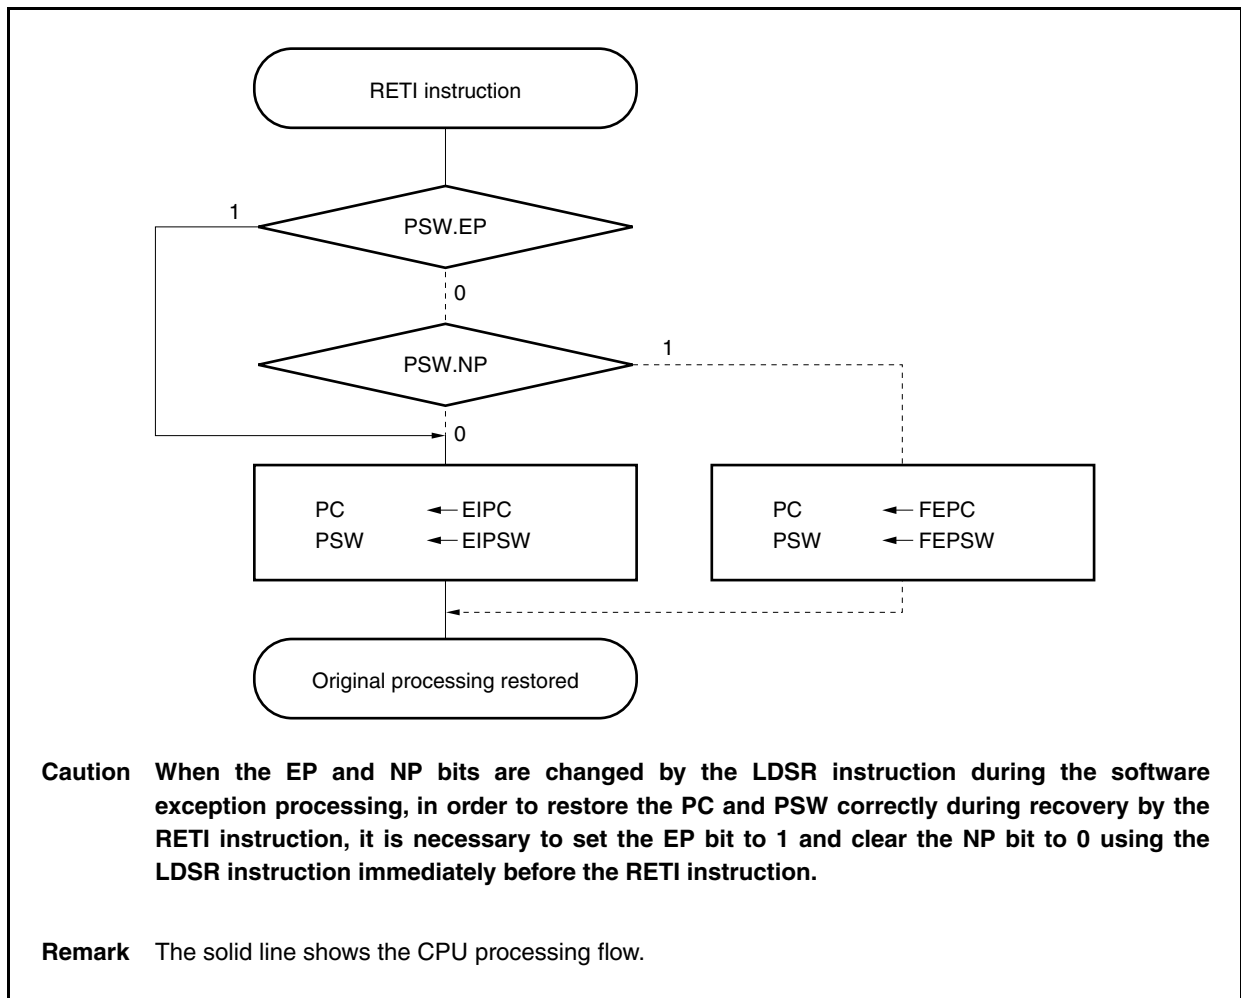 RETI instruction
1
PSW.EP
0
1
PSW.NP
0
PC ← EIPC
PSW ← EIPSW
PC ← FEPC
PSW ← FEPSW
Original processing restored
Caution When the EP and NP bits are changed by the LDSR instruction during the software
exception processing, in order to restore the PC and PSW correctly during recovery by the
RETI instruction, it is necessary to set the EP bit to 1 and clear the NP bit to 0 using the
LDSR instruction immediately before the RETI instruction.
Remark The solid line shows the CPU processing flow.